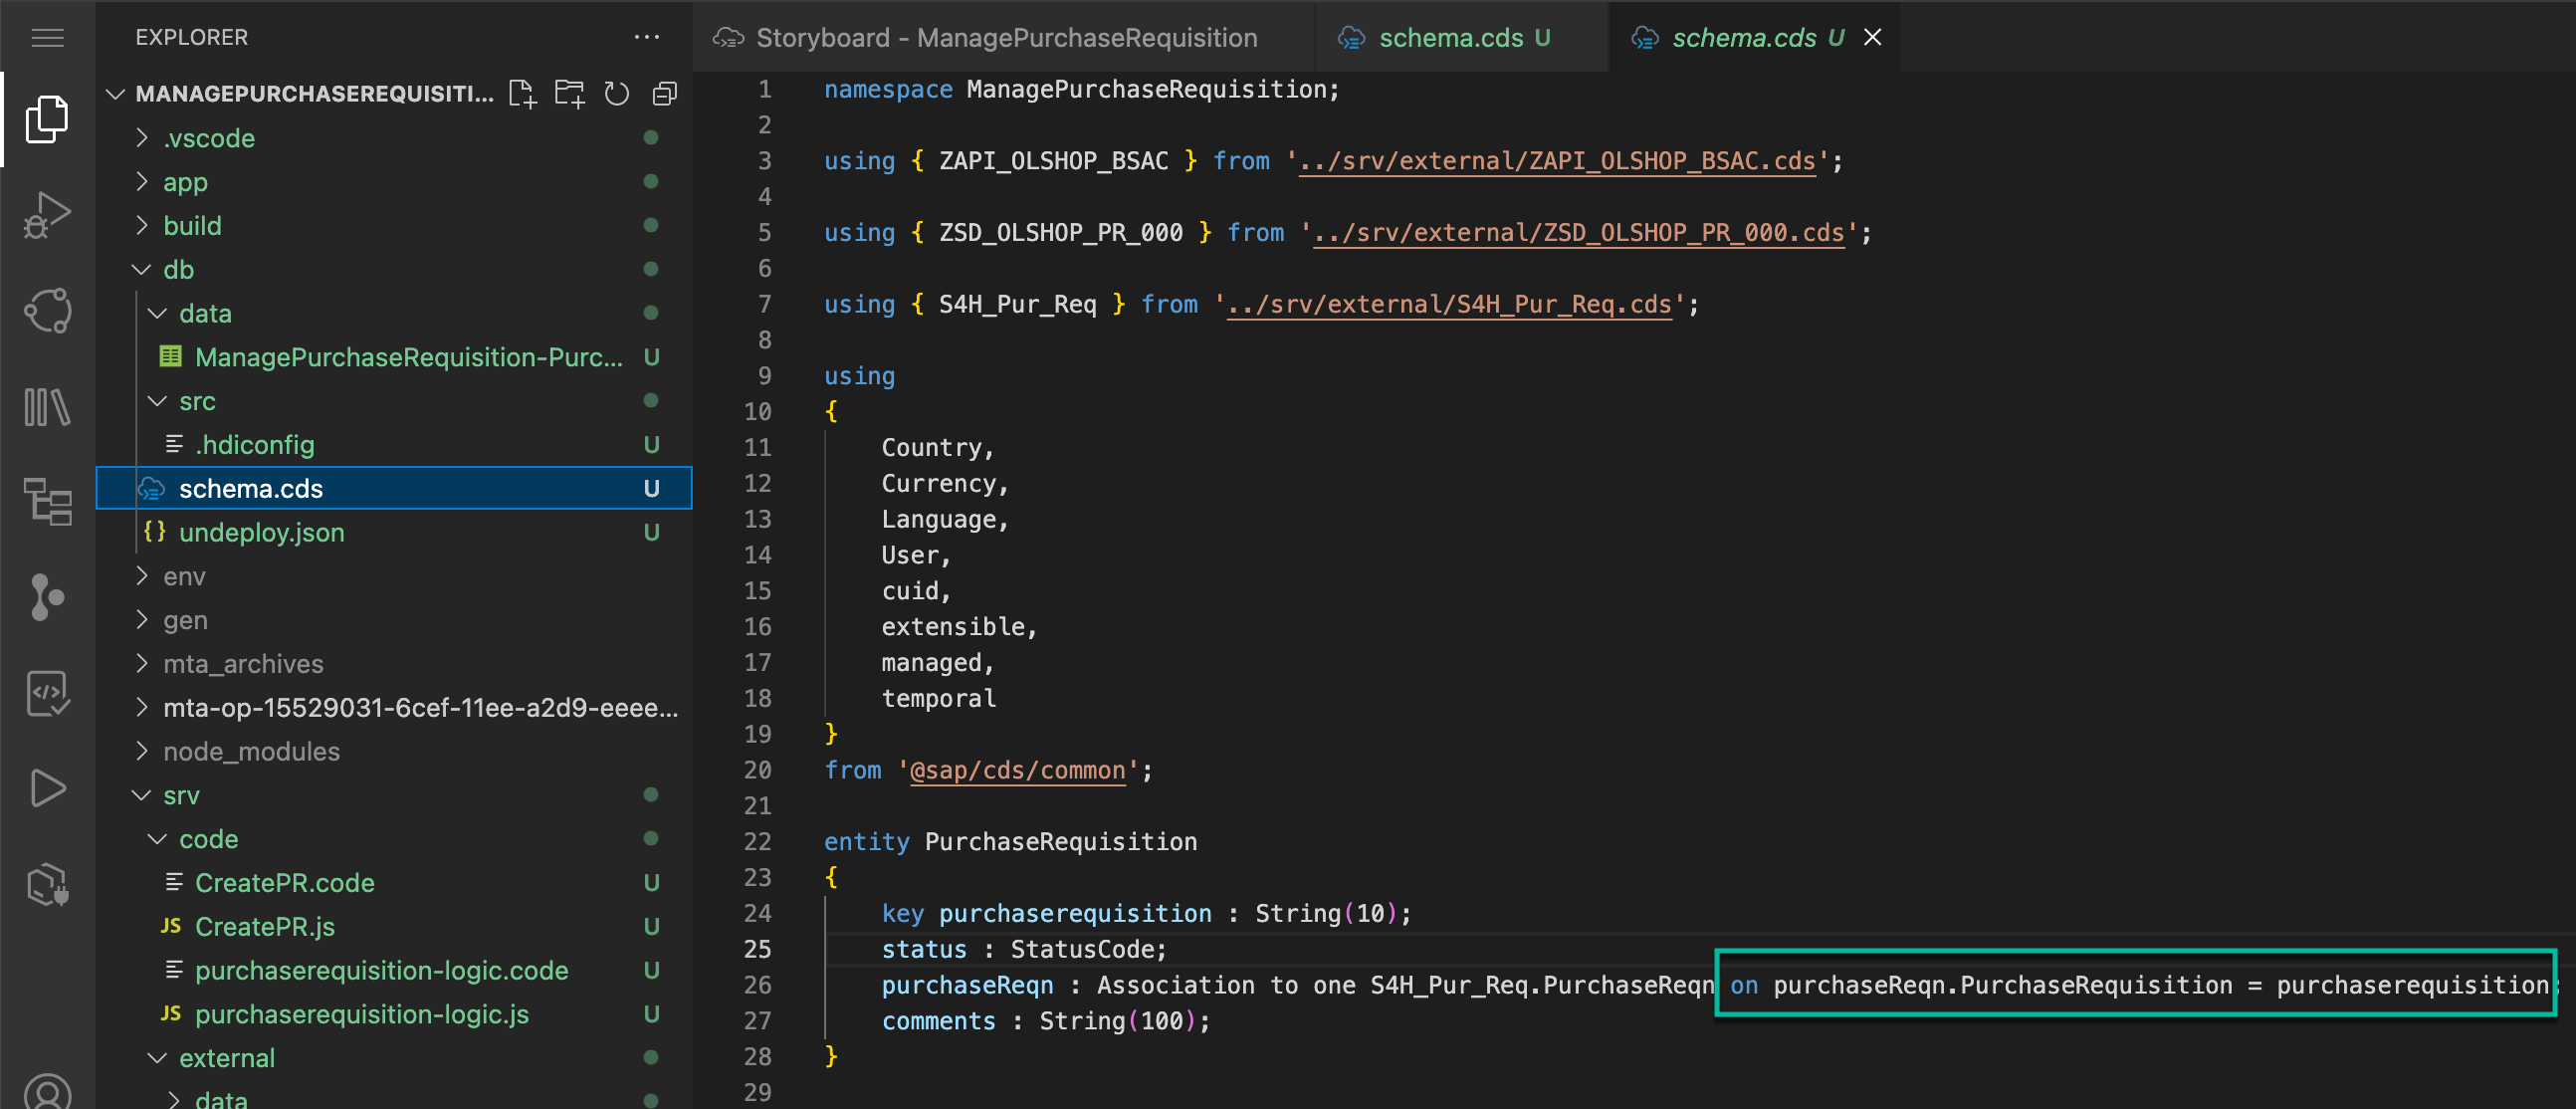 EXPLORER
MANAGEPURCHASEREQUISITI...
.vscode
app
build
db
data
ManagePurchaseRequisition-Purc... U
src
.hdiconfig U
schema.cds U
{} undeploy.json U
env
gen
mta_archives
mta-op-15529031-6cef-11ee-a2d9-eeee...
node_modules
srv
code
CreatePR.code U
JS CreatePR.js U
purchaserequisition-logic.code U
JS purchaserequisition-logic.js U
external
data
Storyboard - ManagePurchaseRequisition
schema.cds U
schema.cds U
1 namespace ManagePurchaseRequisition;
2
3 using { ZAPI_OLSHOP_BSAC } from '../srv/external/ZAPI_OLSHOP_BSAC.cds';
4
5 using { ZSD_OLSHOP_PR_000 } from '../srv/external/ZSD_OLSHOP_PR_000.cds';
6
7 using { S4H_Pur_Req } from '../srv/external/S4H_Pur_Req.cds';
8
9 using
10 {
11 Country,
12 Currency,
13 Language,
14 User,
15 cuid,
16 extensible,
17 managed,
18 temporal
19 }
20 from '@sap/cds/common';
21
22 entity PurchaseRequisition
23 {
24 key purchaserequisition : String(10);
25 status : StatusCode;
26 purchaseReqn : Association to one S4H_Pur_Req.PurchaseReqn on purchaseReqn.PurchaseRequisition = purchaserequisition;
27 comments : String(100);
28 }
29